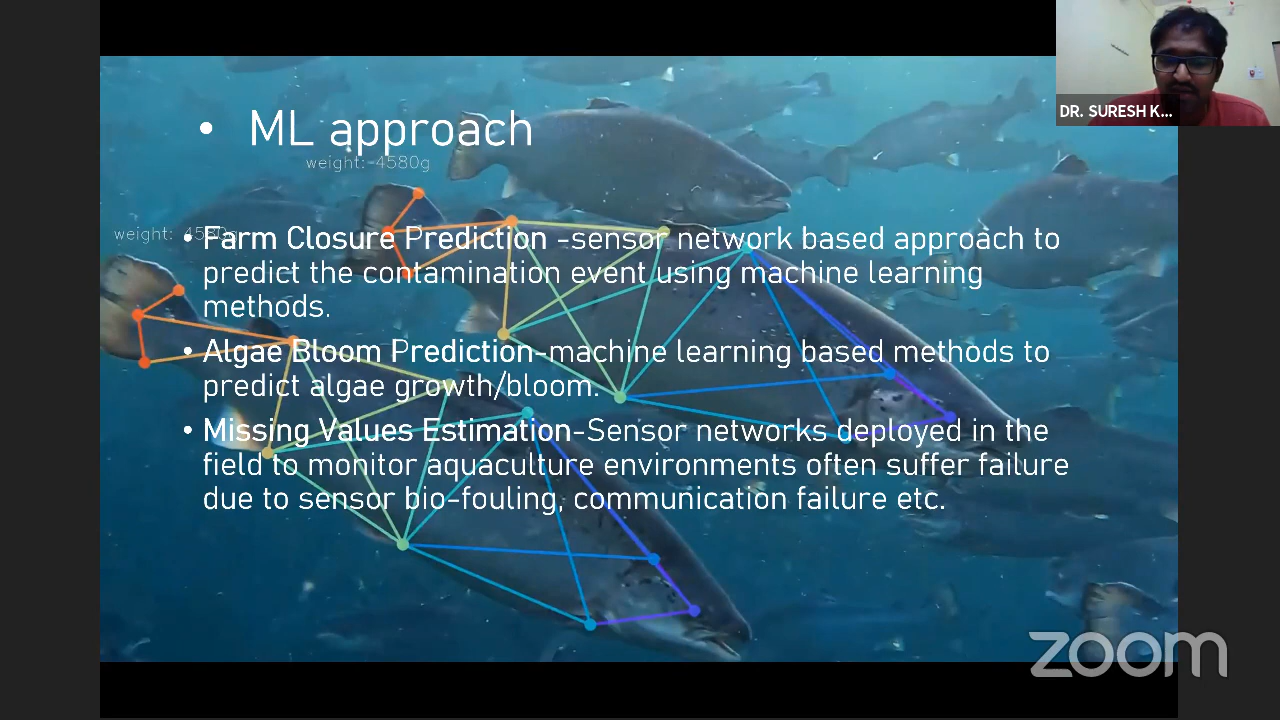 DR. SURESH K...
• ML approach
weight: 4580g
weight: 4580g
• Farm Closure Prediction -sensor network based approach to
predict the contamination event using machine learning
methods.
• Algae Bloom Prediction-machine learning based methods to
predict algae growth/bloom.
• Missing Values Estimation-Sensor networks deployed in the
field to monitor aquaculture environments often suffer failure
due to sensor bio-fouling, communication failure etc.
zoom